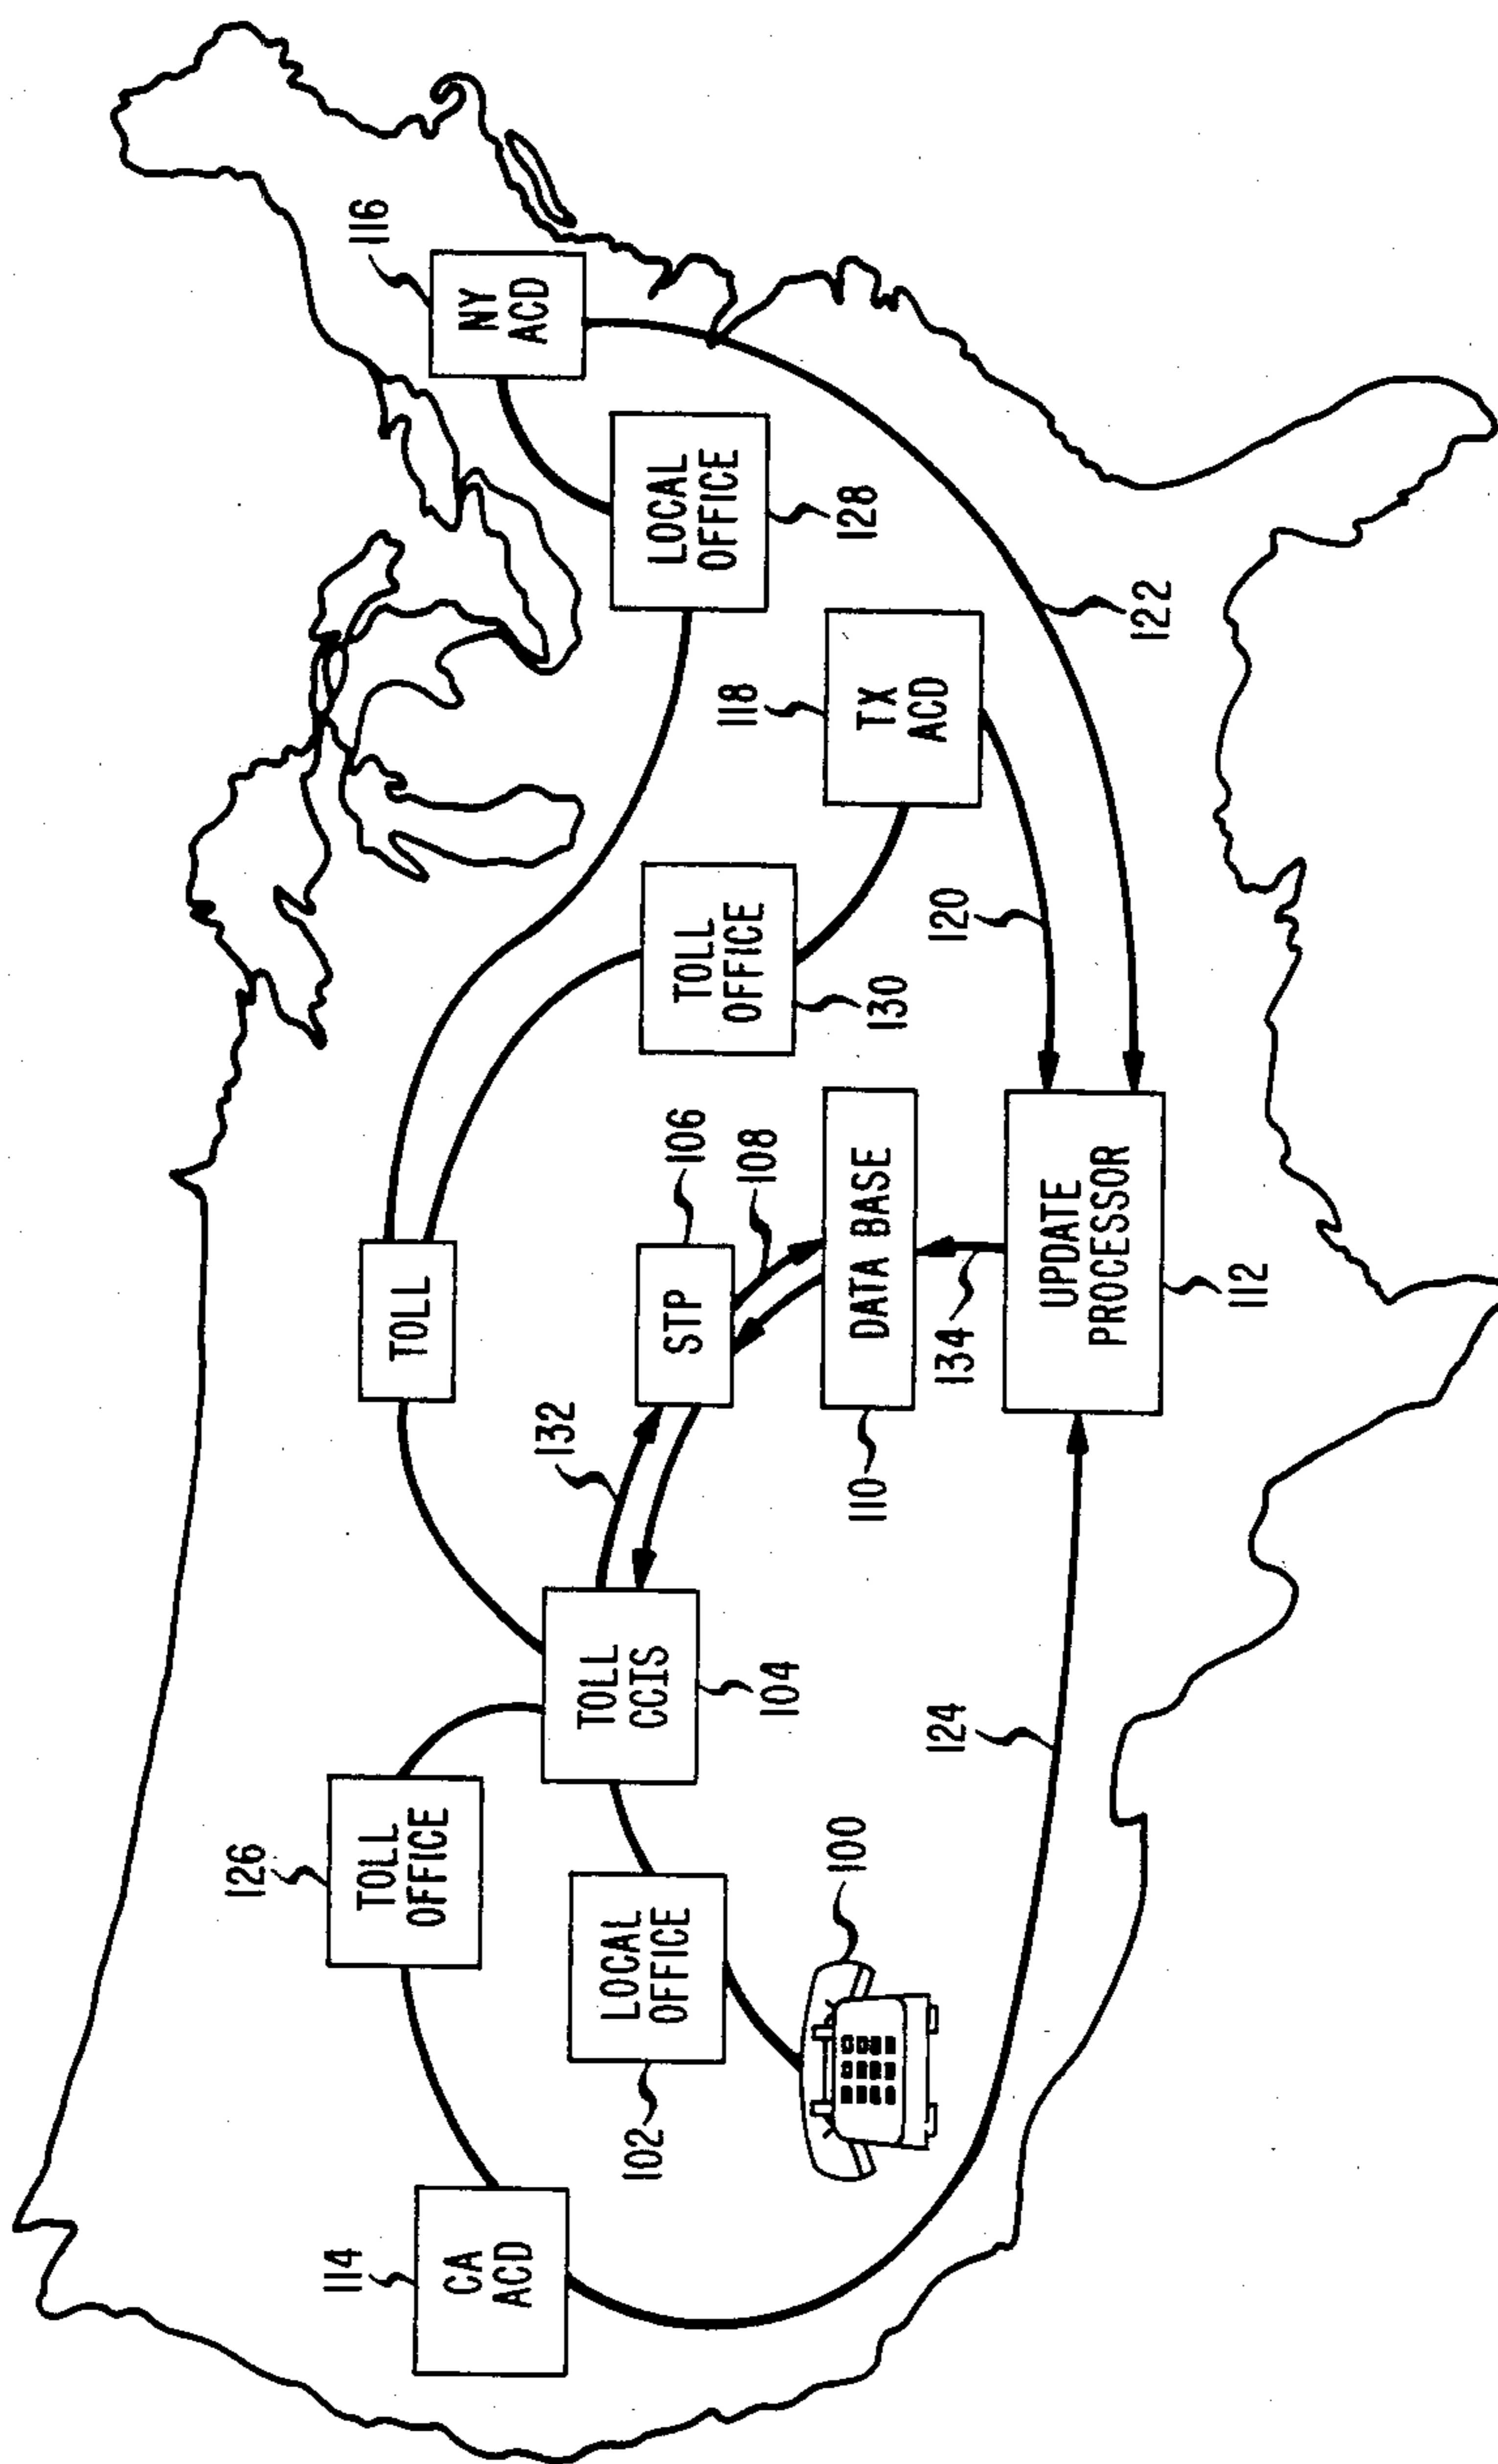 116
NY
ACD
LOCAL
OFFICE
128
122
118
TX
ACD
TOLL
OFFICE
130
120
TOLL
106
STP
108
132
DATA BASE
110
134
UPDATE
PROCESSOR
112
TOLL
CCIS
104
126
TOLL
OFFICE
124
LOCAL
OFFICE
102
100
114
CA
ACD